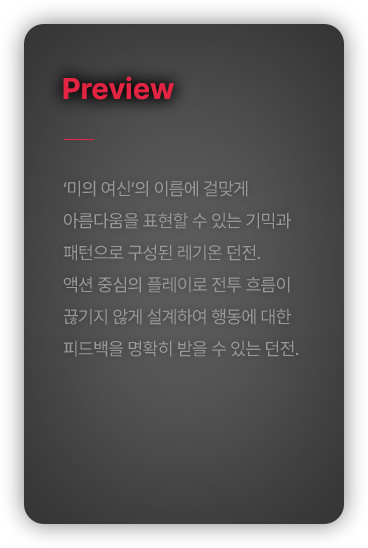 Preview
‘미의 여신’의 이름에 걸맞게
아름다움을 표현할 수 있는 기믹과
패턴으로 구성된 레기온 던전.
액션 중심의 플레이로 전투 흐름이
끊기지 않게 설계하여 행동에 대한
피드백을 명확히 받을 수 있는 던전.